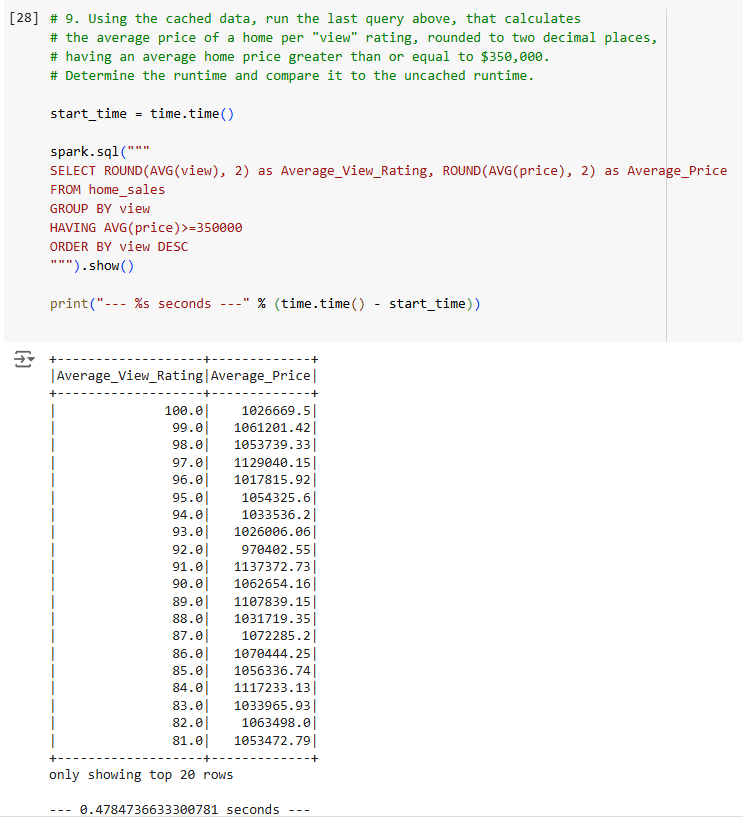 [28] # 9. Using the cached data, run the last query above, that calculates
# the average price of a home per "view" rating, rounded to two decimal places,
# having an average home price greater than or equal to $350,000.
# Determine the runtime and compare it to the uncached runtime.
start_time = time.time()
spark.sql("""
SELECT ROUND(AVG(view), 2) as Average_View_Rating, ROUND(AVG(price), 2) as Average_Price
FROM home_sales
GROUP BY view
HAVING AVG(price)>=350000
ORDER BY view DESC
""").show()
print("--- %s seconds ---" % (time.time() - start_time))
+-------------------+-------------+
|Average_View_Rating|Average_Price|
+-------------------+-------------+
|              100.0|    1026669.5|
|               99.0|   1061201.42|
|               98.0|   1053739.33|
|               97.0|   1129040.15|
|               96.0|   1017815.92|
|               95.0|    1054325.6|
|               94.0|    1033536.2|
|               93.0|   1026006.06|
|               92.0|    970402.55|
|               91.0|   1137372.73|
|               90.0|   1062654.16|
|               89.0|   1107839.15|
|               88.0|   1031719.35|
|               87.0|    1072285.2|
|               86.0|   1070444.25|
|               85.0|   1056336.74|
|               84.0|   1117233.13|
|               83.0|   1033965.93|
|               82.0|    1063498.0|
|               81.0|   1053472.79|
+-------------------+-------------+
only showing top 20 rows
--- 0.4784736633300781 seconds ---